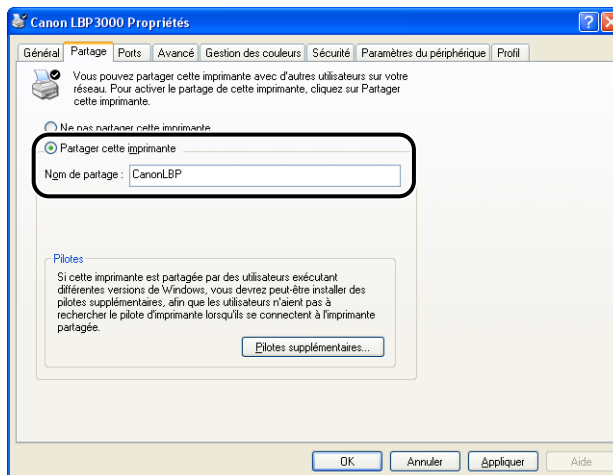 Canon LBP3000 Propriétés
Général Partage Ports Avancé Gestion des couleurs Sécurité Paramètres du périphérique Profil
Vous pouvez partager cette imprimante avec d'autres utilisateurs sur votre
réseau. Pour activer le partage de cette imprimante, cliquez sur Partager
cette imprimante.
Ne pas partager cette imprimante
Partager cette imprimante
Nom de partage : CanonLBP
Pilotes
Si cette imprimante est partagée par des utilisateurs exécutant
différentes versions de Windows, vous devrez peut-être installer des
pilotes supplémentaires, afin que les utilisateurs n'aient pas à
rechercher le pilote d'imprimante lorsqu'ils se connectent à l'imprimante
partagée.
Pilotes supplémentaires...
OK Annuler Appliquer Aide